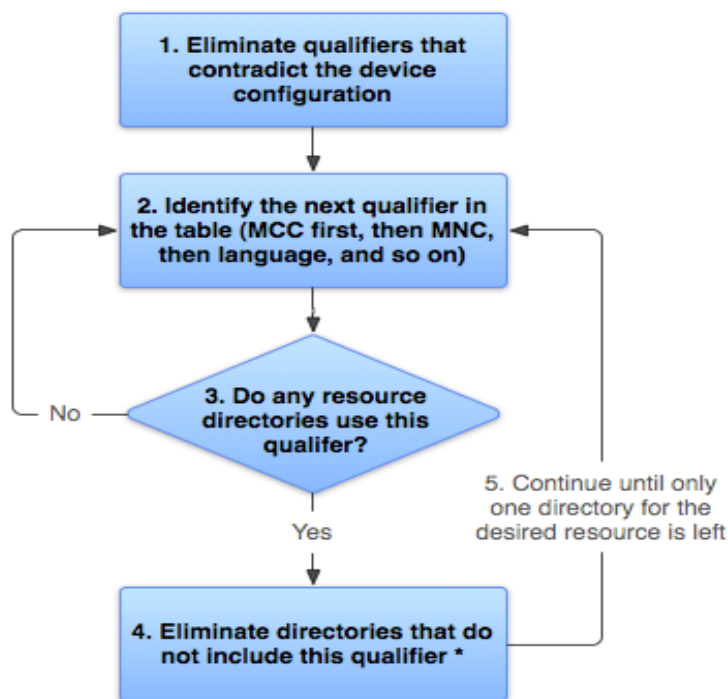 1. Eliminate qualifiers that
contradict the device
configuration
2. Identify the next qualifier in
the table (MCC first, then MNC,
then language, and so on)
3. Do any resource
directories use this
qualifer?
No
Yes
5. Continue until only
one directory for the
desired resource is left
4. Eliminate directories that do
not include this qualifier *